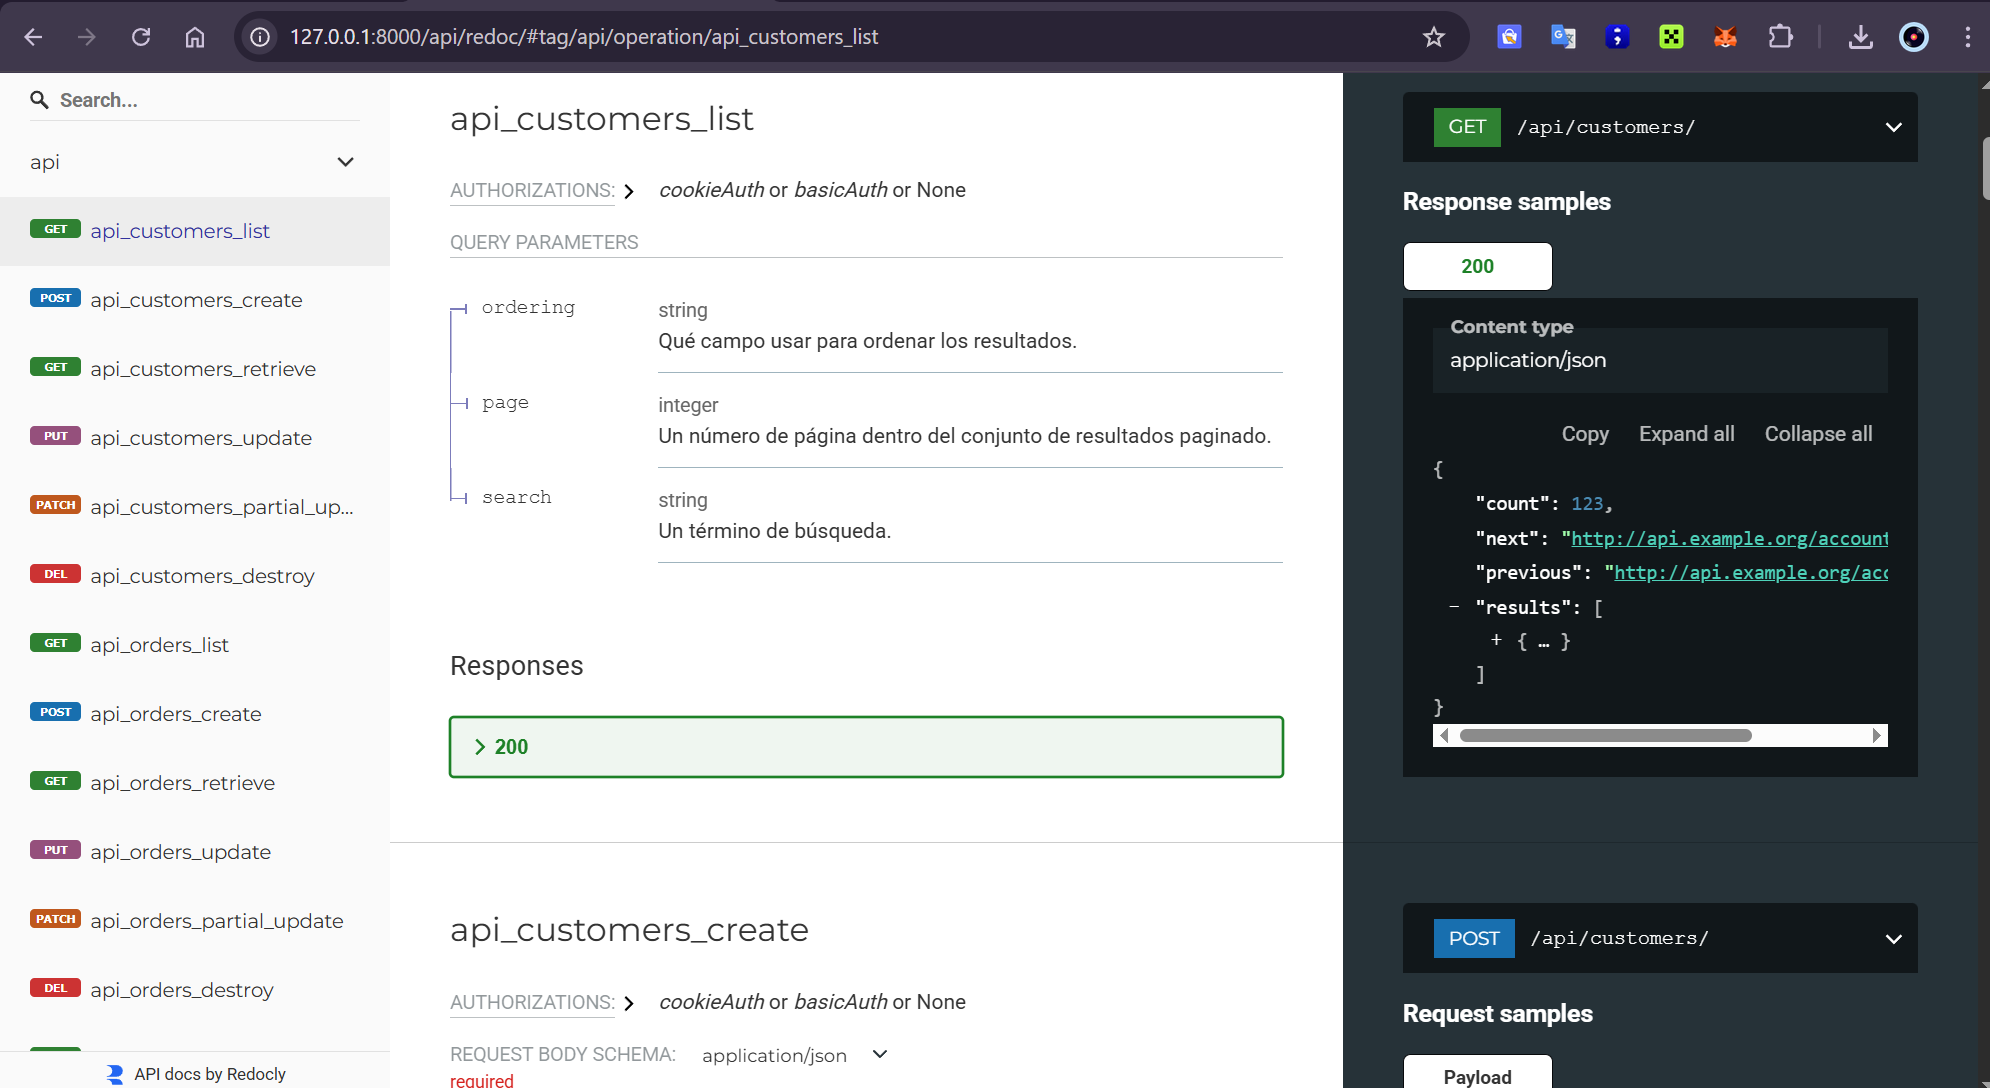 127.0.0.1:8000/api/redoc/#tag/api/operation/api_customers_list
Search...
api
GET api_customers_list
POST api_customers_create
GET api_customers_retrieve
PUT api_customers_update
PATCH api_customers_partial_up...
DEL api_customers_destroy
GET api_orders_list
POST api_orders_create
GET api_orders_retrieve
PUT api_orders_update
PATCH api_orders_partial_update
DEL api_orders_destroy
API docs by Redocly
api_customers_list
AUTHORIZATIONS: cookieAuth or basicAuth or None
QUERY PARAMETERS
ordering string
Qué campo usar para ordenar los resultados.
page integer
Un número de página dentro del conjunto de resultados paginado.
search string
Un término de búsqueda.
Responses
200
api_customers_create
AUTHORIZATIONS: cookieAuth or basicAuth or None
REQUEST BODY SCHEMA: application/json
required
GET /api/customers/
Response samples
200
Content type
application/json
Copy Expand all Collapse all
{
"count": 123,
"next": "http://api.example.org/account
"previous": "http://api.example.org/acc
- "results": [
+ { … }
]
}
POST /api/customers/
Request samples
Payload